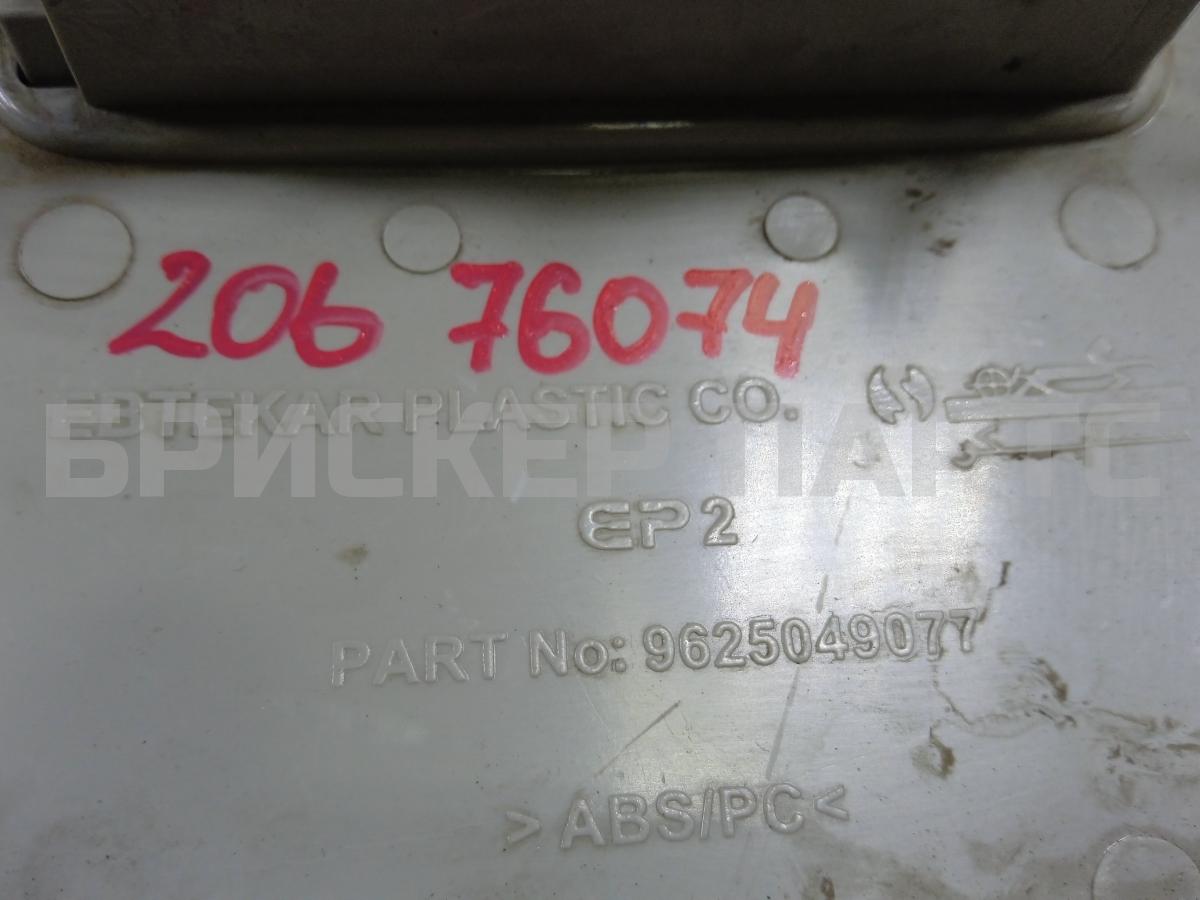 206 76074
EBTEKAR PLASTIC CO.
БРИСКЕР ПАРТС
EP2
PART No: 9625049077
>ABS/PC<